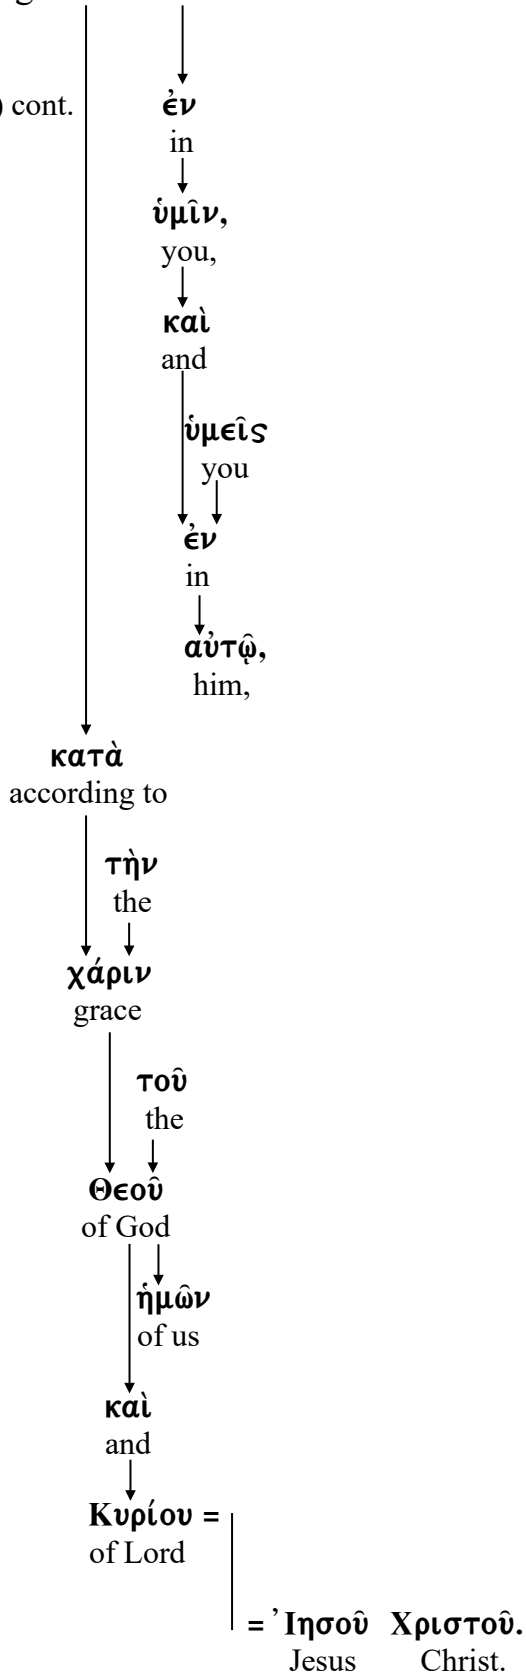 ) cont.
ἐν
in
ὑμῖν,
you,
καὶ
and
ὑμεῖς
you
ἐν
in
αὐτῷ,
him,
κατὰ
according to
τὴν
the
χάριν
grace
τοῦ
the
Θεοῦ
of God
ἡμῶν
of us
καὶ
and
Κυρίου =
of Lord
= Ἰησοῦ Χριστοῦ.
Jesus Christ.